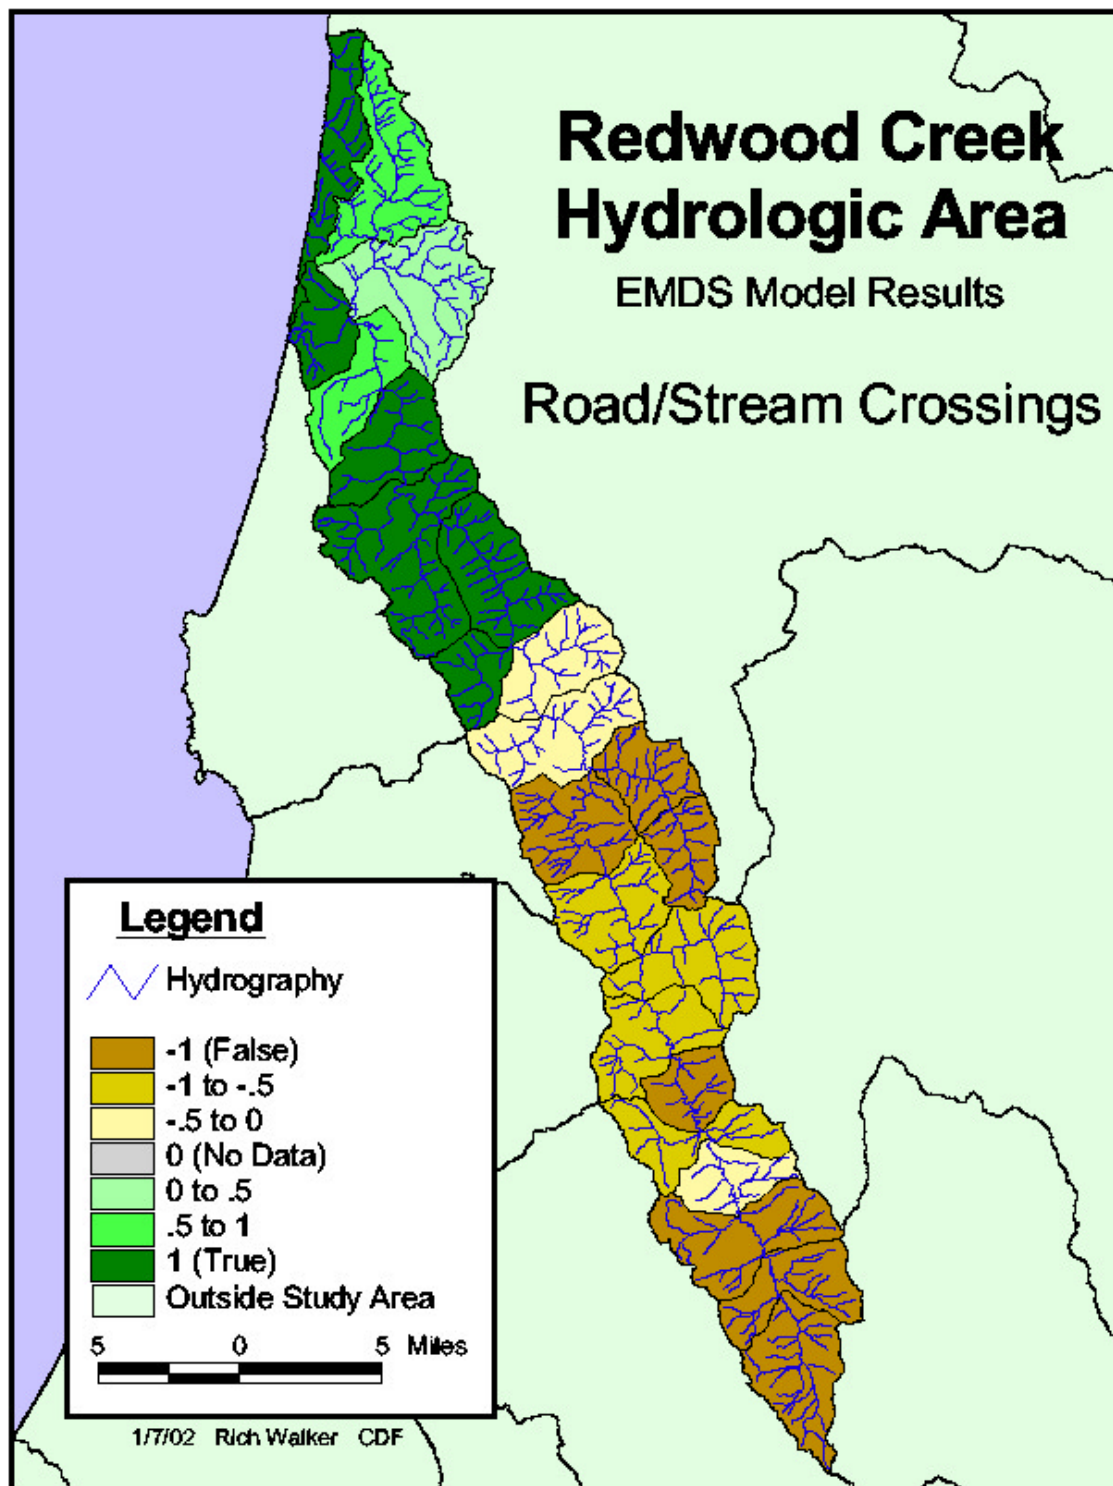 Redwood Creek
Hydrologic Area
EMDS Model Results
Road/Stream Crossings
Legend
Hydrography
-1 (False)
-1 to -.5
-.5 to 0
0 (No Data)
0 to .5
.5 to 1
1 (True)
Outside Study Area
5 0 5 Miles
1/7/02 Rich Walker CDF